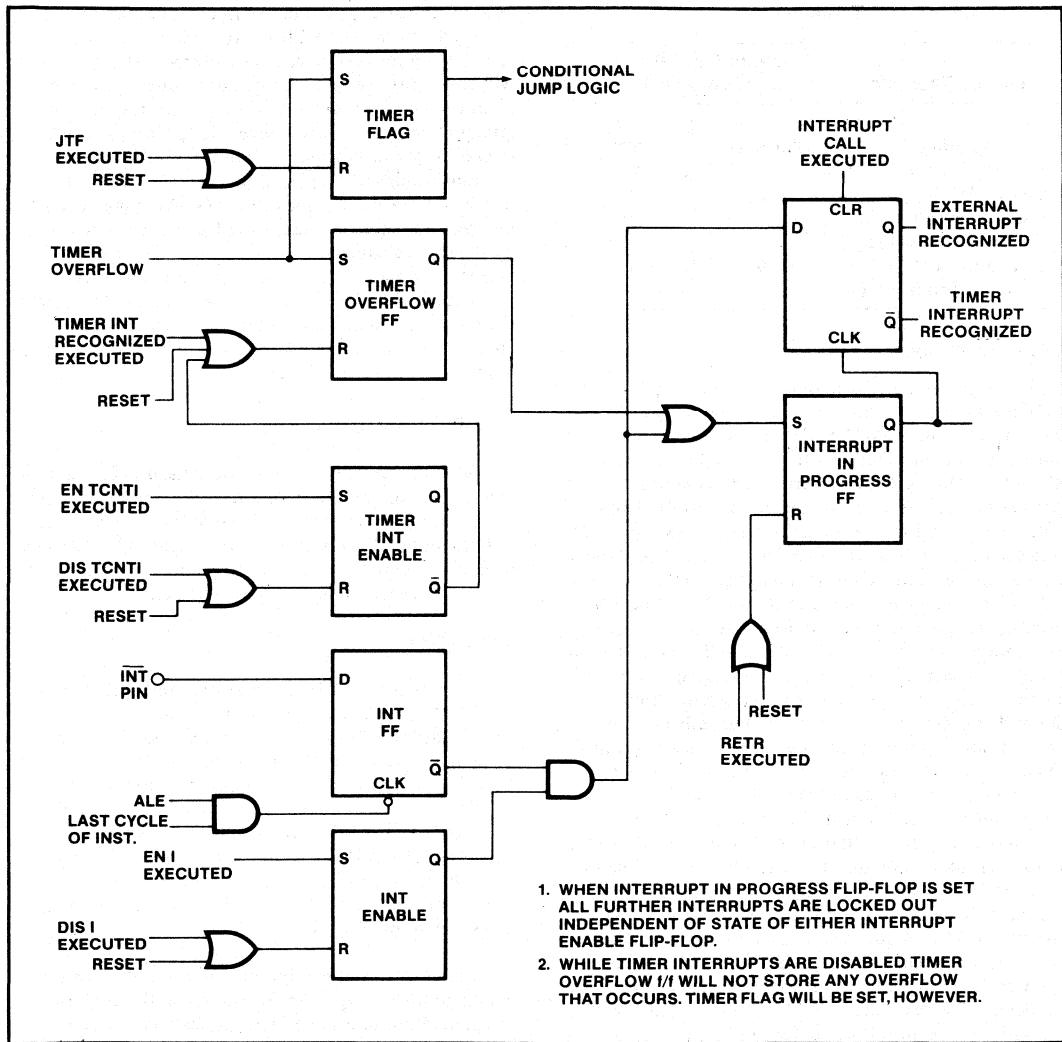 S
TIMER
FLAG
R
CONDITIONAL
JUMP LOGIC
JTF
EXECUTED
RESET
TIMER
OVERFLOW
S
Q
TIMER
OVERFLOW
FF
R
TIMER INT
RECOGNIZED
EXECUTED
RESET
INTERRUPT
CALL
EXECUTED
CLR
D
Q
Q̅
CLK
EXTERNAL
INTERRUPT
RECOGNIZED
TIMER
INTERRUPT
RECOGNIZED
S
Q
INTERRUPT
IN
PROGRESS
FF
R
RESET
RETR
EXECUTED
EN TCNTI
EXECUTED
S
Q
TIMER
INT
ENABLE
R
Q̅
DIS TCNTI
EXECUTED
RESET
I̅N̅T̅
PIN
D
INT
FF
Q̅
CLK
ALE
LAST CYCLE
OF INST.
EN I
EXECUTED
S
Q
INT
ENABLE
R
DIS I
EXECUTED
RESET
1. WHEN INTERRUPT IN PROGRESS FLIP-FLOP IS SET
ALL FURTHER INTERRUPTS ARE LOCKED OUT
INDEPENDENT OF STATE OF EITHER INTERRUPT
ENABLE FLIP-FLOP.
2. WHILE TIMER INTERRUPTS ARE DISABLED TIMER
OVERFLOW f/f WILL NOT STORE ANY OVERFLOW
THAT OCCURS. TIMER FLAG WILL BE SET, HOWEVER.